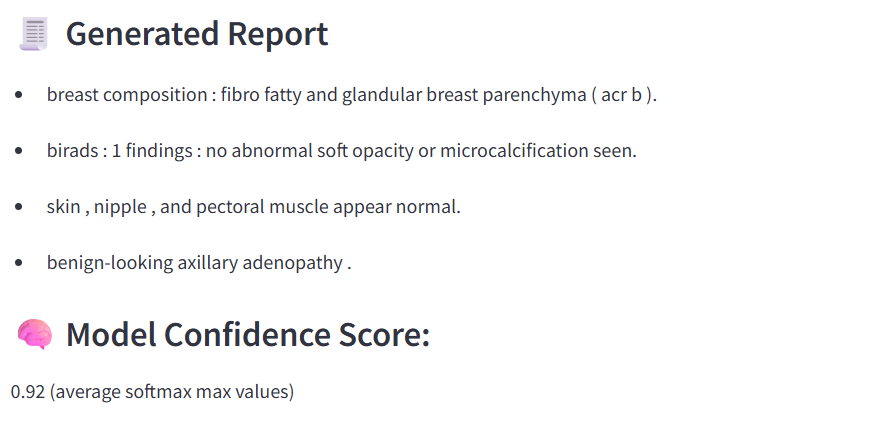 Generated Report
• breast composition : fibro fatty and glandular breast parenchyma ( acr b ).
• birads : 1 findings : no abnormal soft opacity or microcalcification seen.
• skin , nipple , and pectoral muscle appear normal.
• benign-looking axillary adenopathy .
Model Confidence Score:
0.92 (average softmax max values)